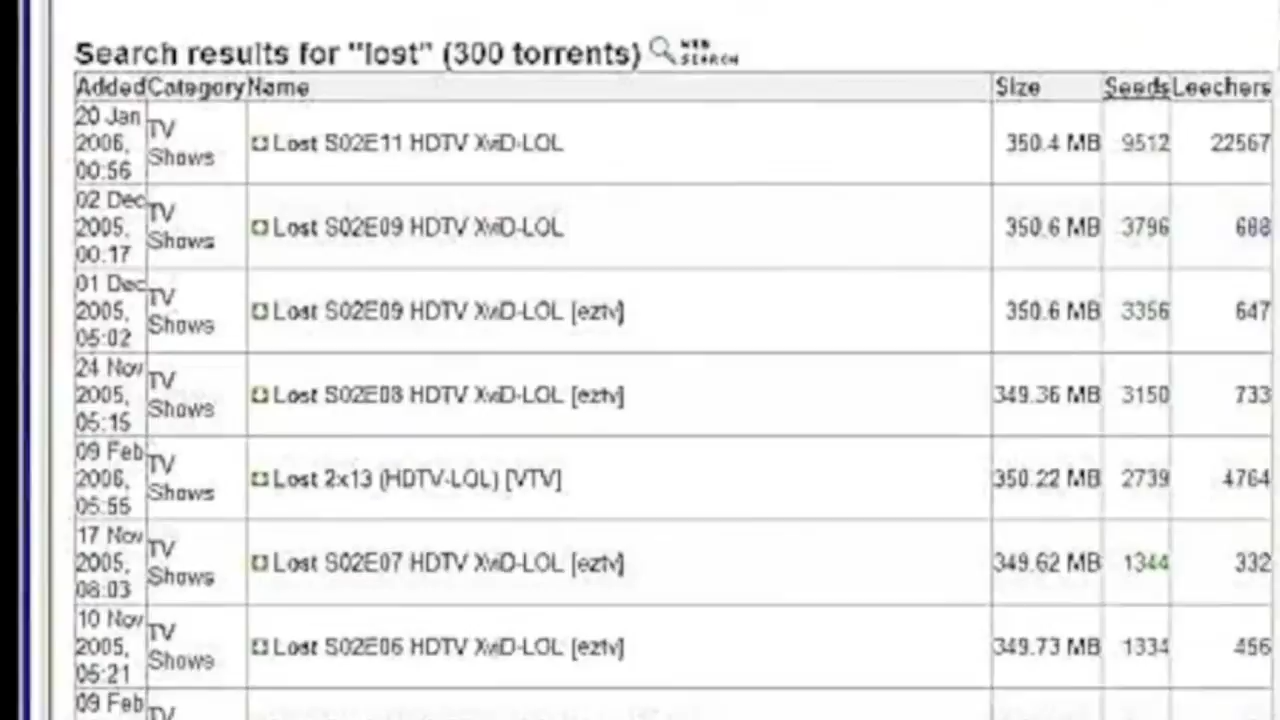 Search results for "lost" (300 torrents) WEB SEARCH
Added Category Name Size Seeds Leechers
20 Jan 2006, 00:56 TV Shows Lost S02E11 HDTV XviD-LOL 350.4 MB 9512 22567
02 Dec 2005, 00:17 TV Shows Lost S02E09 HDTV XviD-LOL 350.6 MB 3796 688
01 Dec 2005, 05:02 TV Shows Lost S02E09 HDTV XviD-LOL [eztv] 350.6 MB 3356 647
24 Nov 2005, 05:15 TV Shows Lost S02E08 HDTV XviD-LOL [eztv] 349.36 MB 3150 733
09 Feb 2006, 05:55 TV Shows Lost 2x13 (HDTV-LOL) [VTV] 350.22 MB 2739 4764
17 Nov 2005, 08:03 TV Shows Lost S02E07 HDTV XviD-LOL [eztv] 349.62 MB 1344 332
10 Nov 2005, 05:21 TV Shows Lost S02E06 HDTV XviD-LOL [eztv] 349.73 MB 1334 456
09 Feb TV